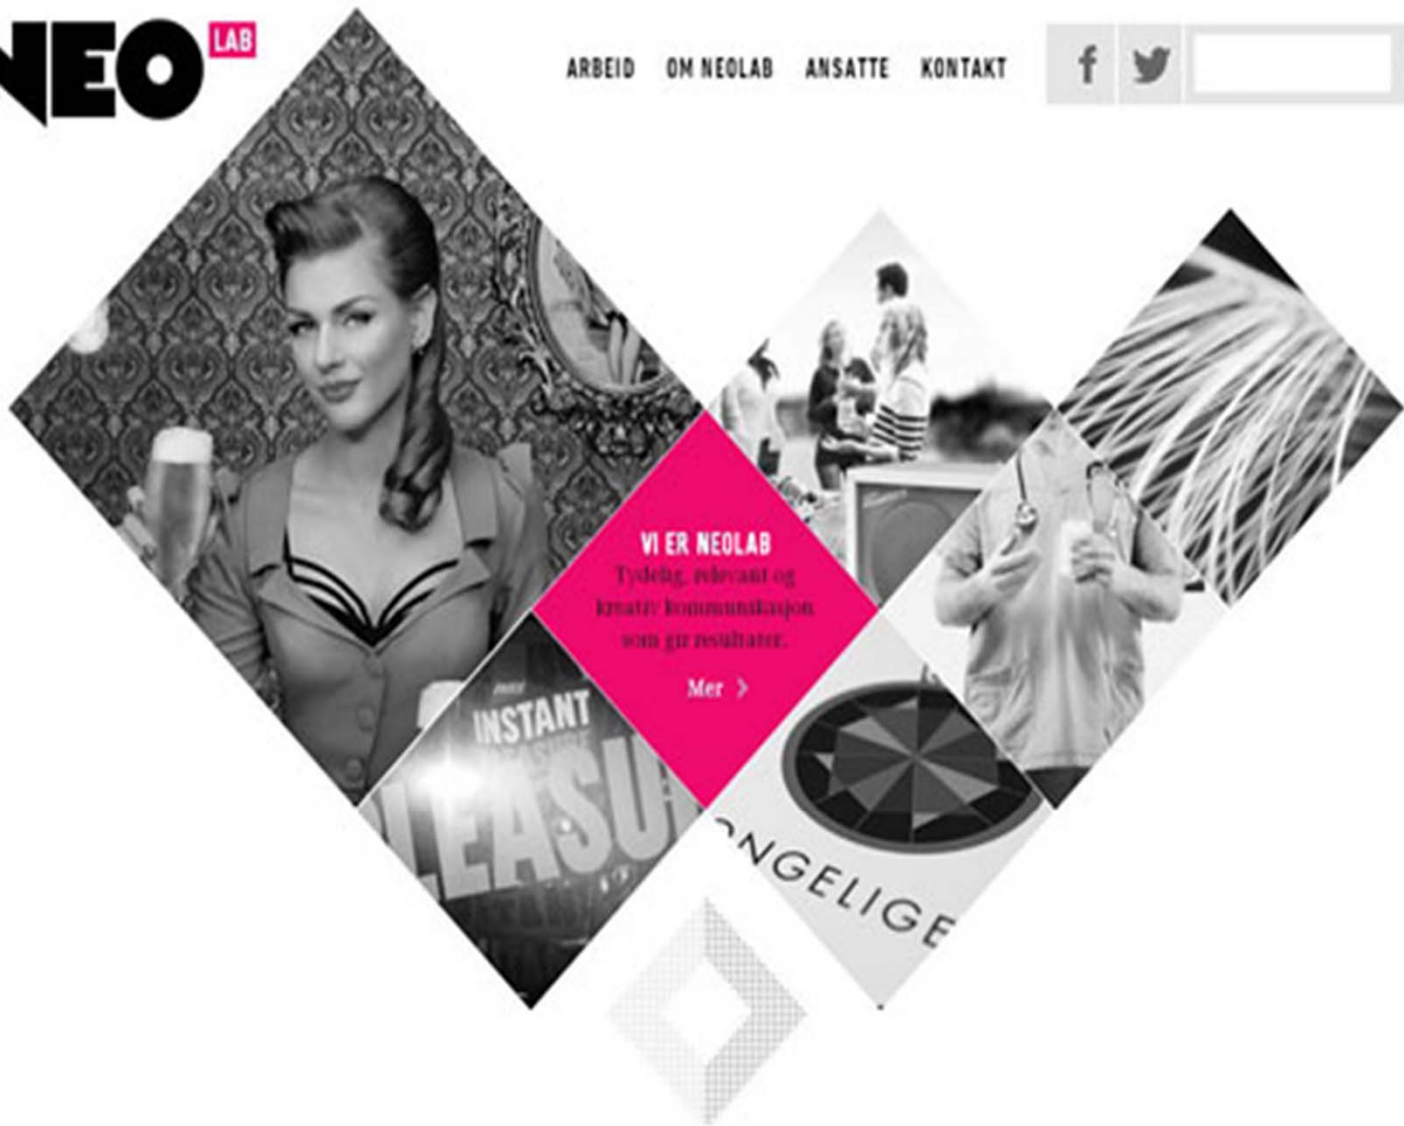 NEO LAB
ARBEID OM NEOLAB ANSATTE KONTAKT
VI ER NEOLAB
Tydelig, relevant og
kreativ kommunikasjon
som gir resultater.
Mer
INSTANT
LEASU
ONGELIGE